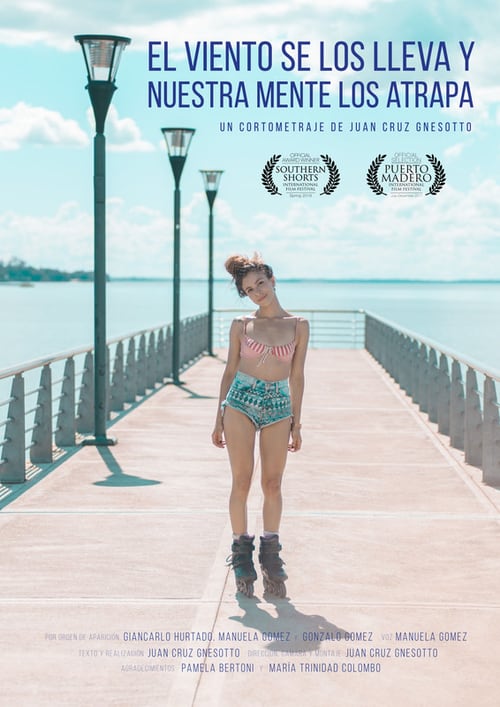 EL VIENTO SE LOS LLEVA Y
NUESTRA MENTE LOS ATRAPA
UN CORTOMETRAJE DE JUAN CRUZ GNESOTTO
OFFICIAL
AWARD WINNER
SOUTHERN
SHORTS
INTERNATIONAL
FILM FESTIVAL
OFFICIAL
SELECTION
PUERTO
MADERO
INTERNATIONAL
FILM FESTIVAL
POR ORDEN DE APARICIÓN GIANCARLO HURTADO, MANUELA GOMEZ Y GONZALO GOMEZ VOZ MANUELA GOMEZ
TEXTO Y REALIZACIÓN JUAN CRUZ GNESOTTO DIRECCIÓN, CÁMARA Y MONTAJE JUAN CRUZ GNESOTTO
AGRADECIMIENTOS PAMELA BERTONI Y MARÍA TRINIDAD COLOMBO